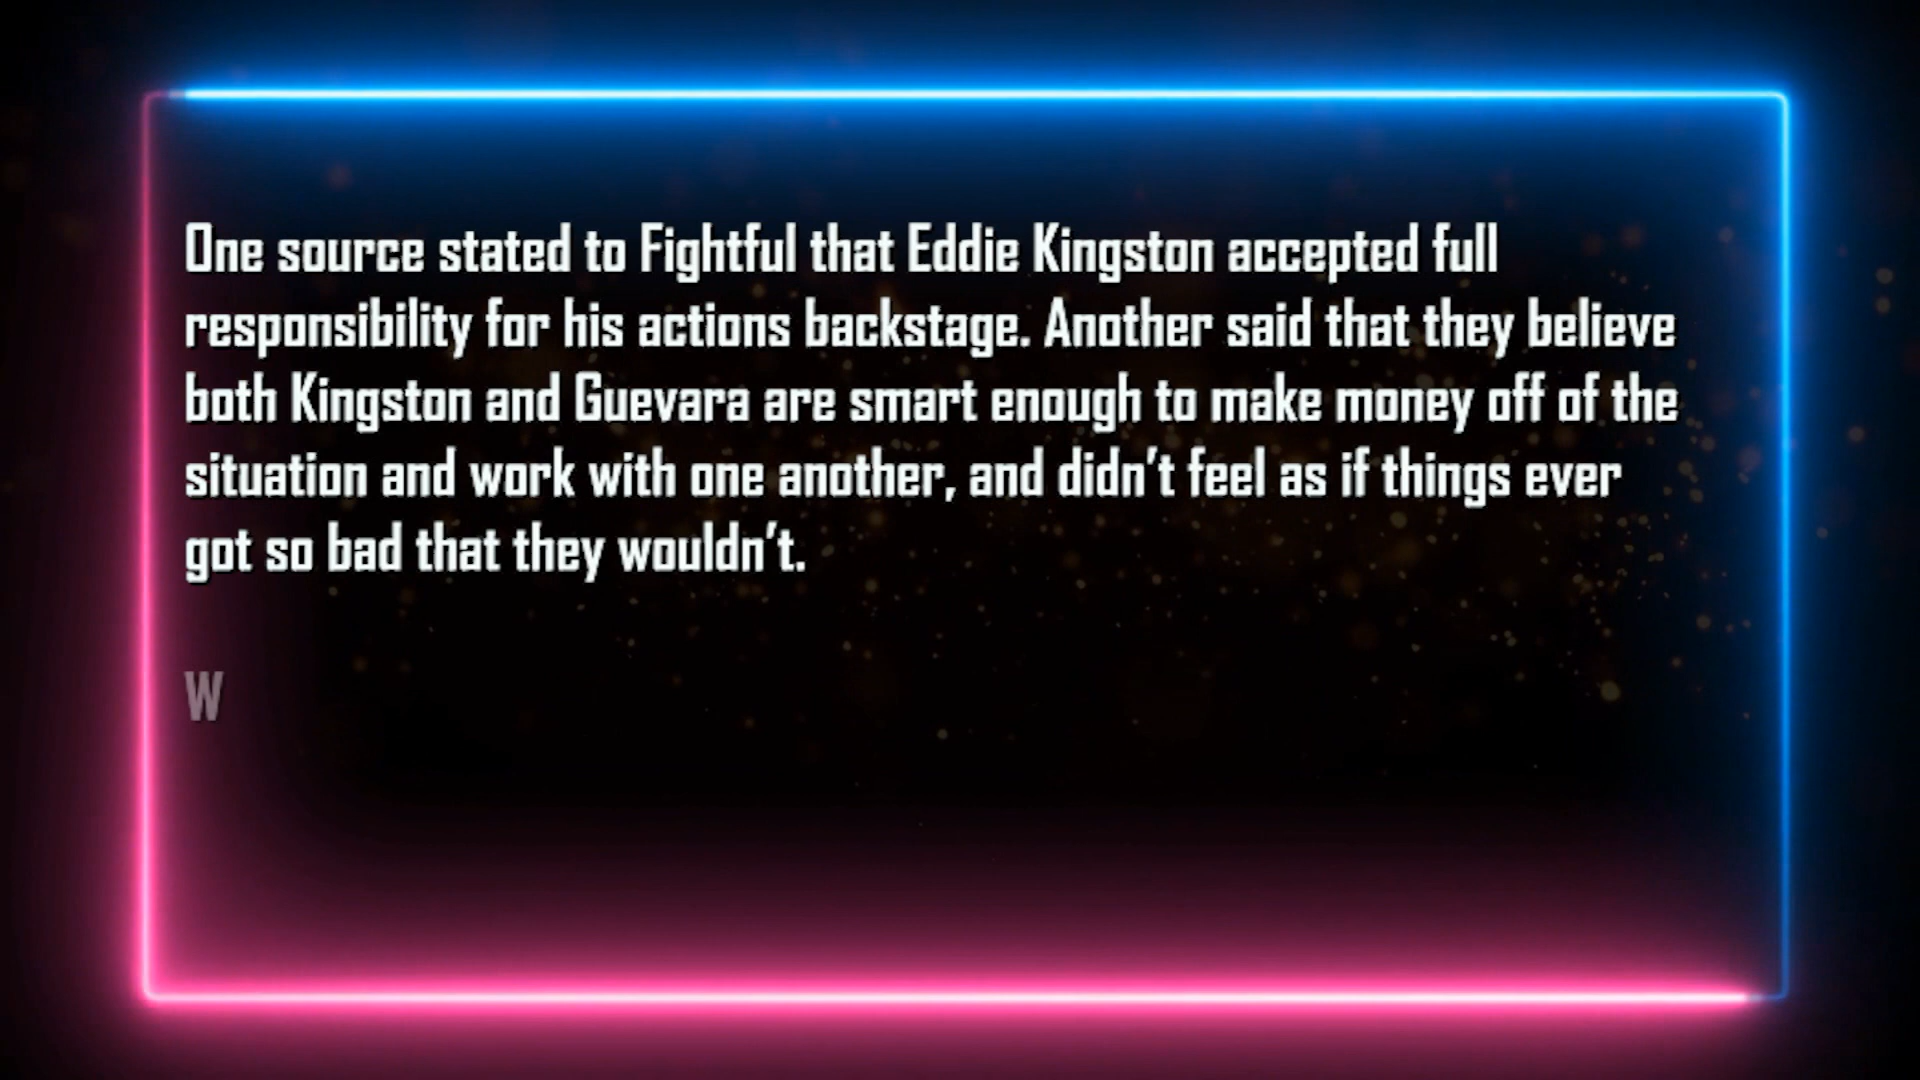 One source stated to Fightful that Eddie Kingston accepted full
responsibility for his actions backstage. Another said that they believe
both Kingston and Guevara are smart enough to make money off of the
situation and work with one another, and didn't feel as if things ever
got so bad that they wouldn't.
W